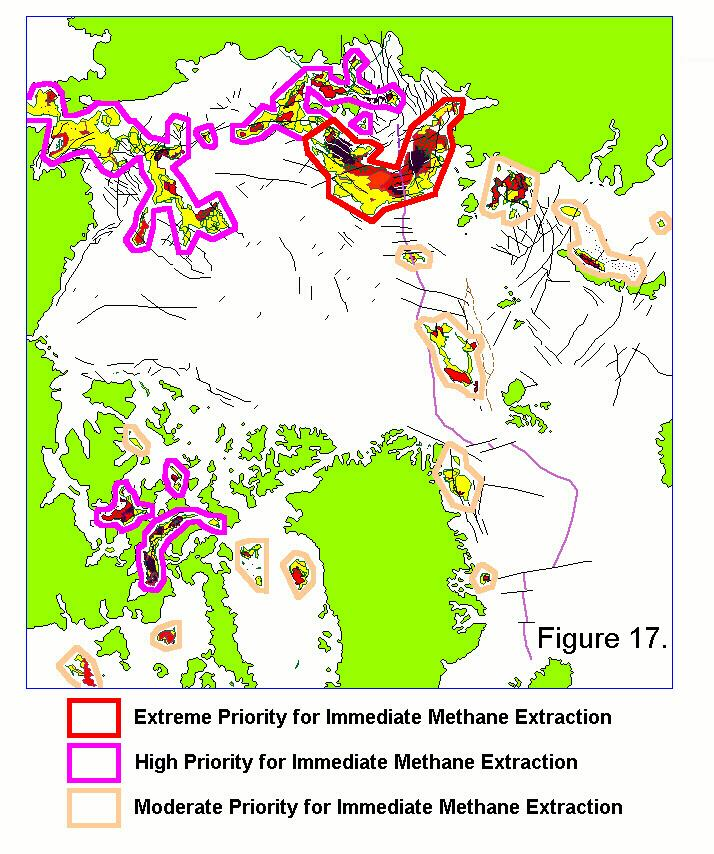 Figure 17.
Extreme Priority for Immediate Methane Extraction
High Priority for Immediate Methane Extraction
Moderate Priority for Immediate Methane Extraction